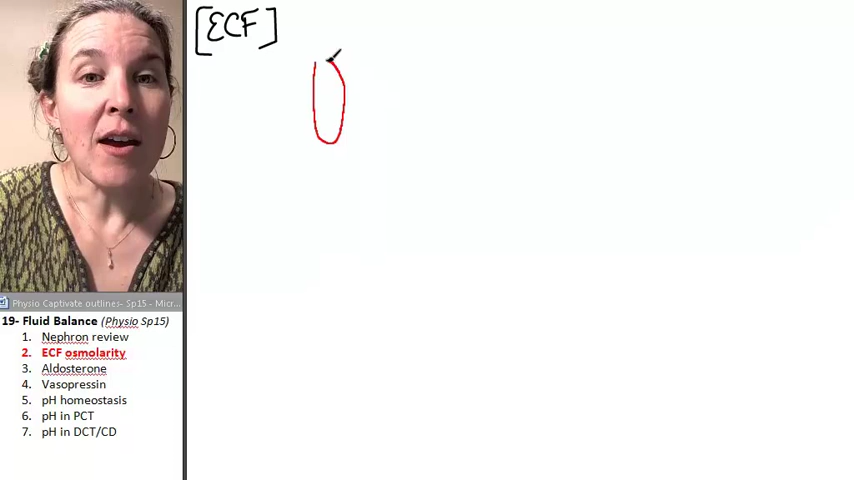 [ECF]
Physio Captivate outlines- Sp15 - Micr...
19- Fluid Balance (Physio Sp15)
1. Nephron review
2. ECF osmolarity
3. Aldosterone
4. Vasopressin
5. pH homeostasis
6. pH in PCT
7. pH in DCT/CD